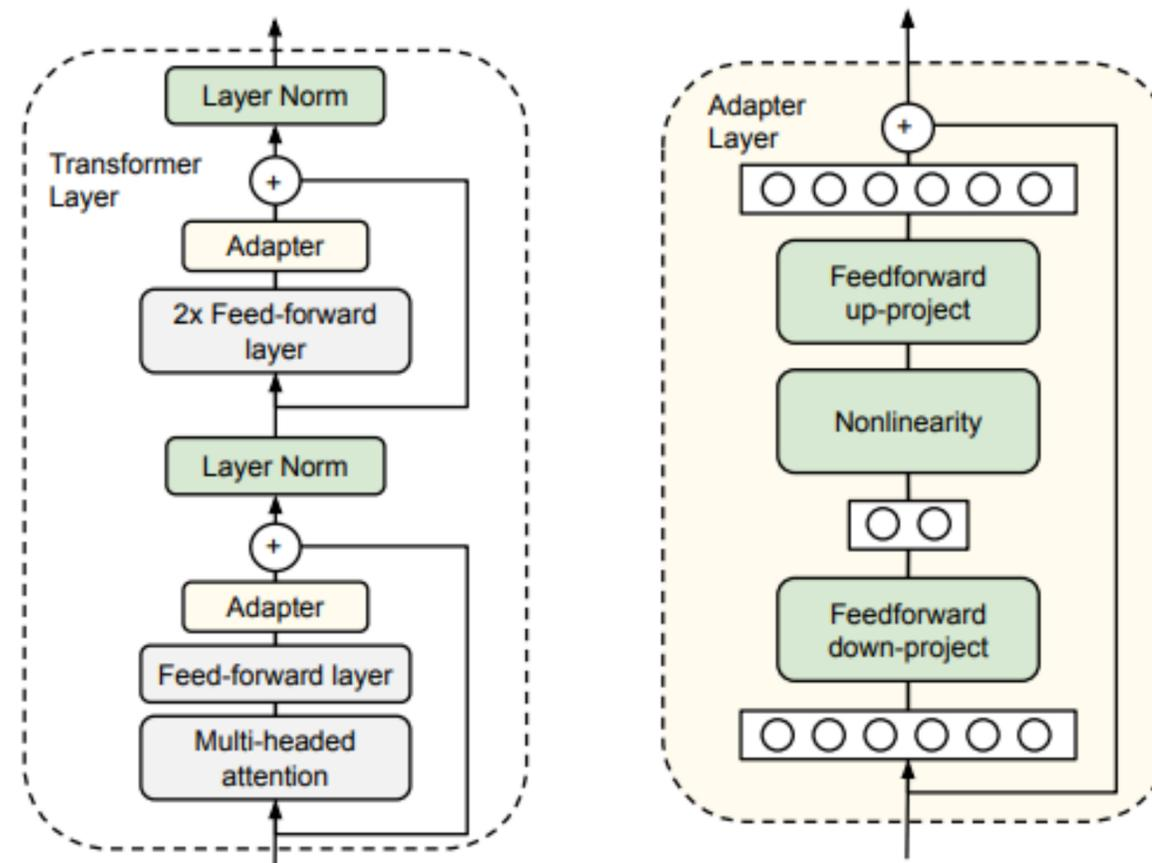 Layer Norm
Transformer
Layer
+
Adapter
2x Feed-forward
layer
Layer Norm
+
Adapter
Feed-forward layer
Multi-headed
attention
Adapter
Layer
+
Feedforward
up-project
Nonlinearity
Feedforward
down-project